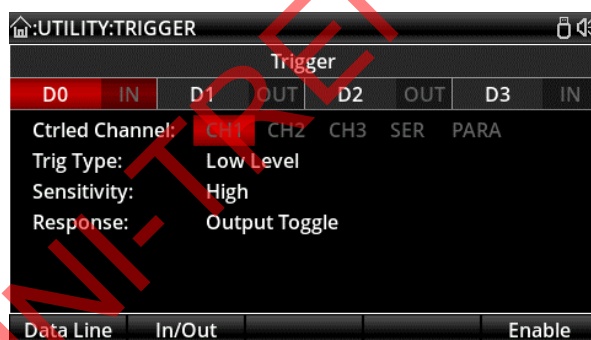 :UTILITY:TRIGGER
Trigger
D0 IN D1 OUT D2 OUT D3 IN
Ctrled Channel: CH1 CH2 CH3 SER PARA
Trig Type: Low Level
Sensitivity: High
Response: Output Toggle
Data Line In/Out Enable